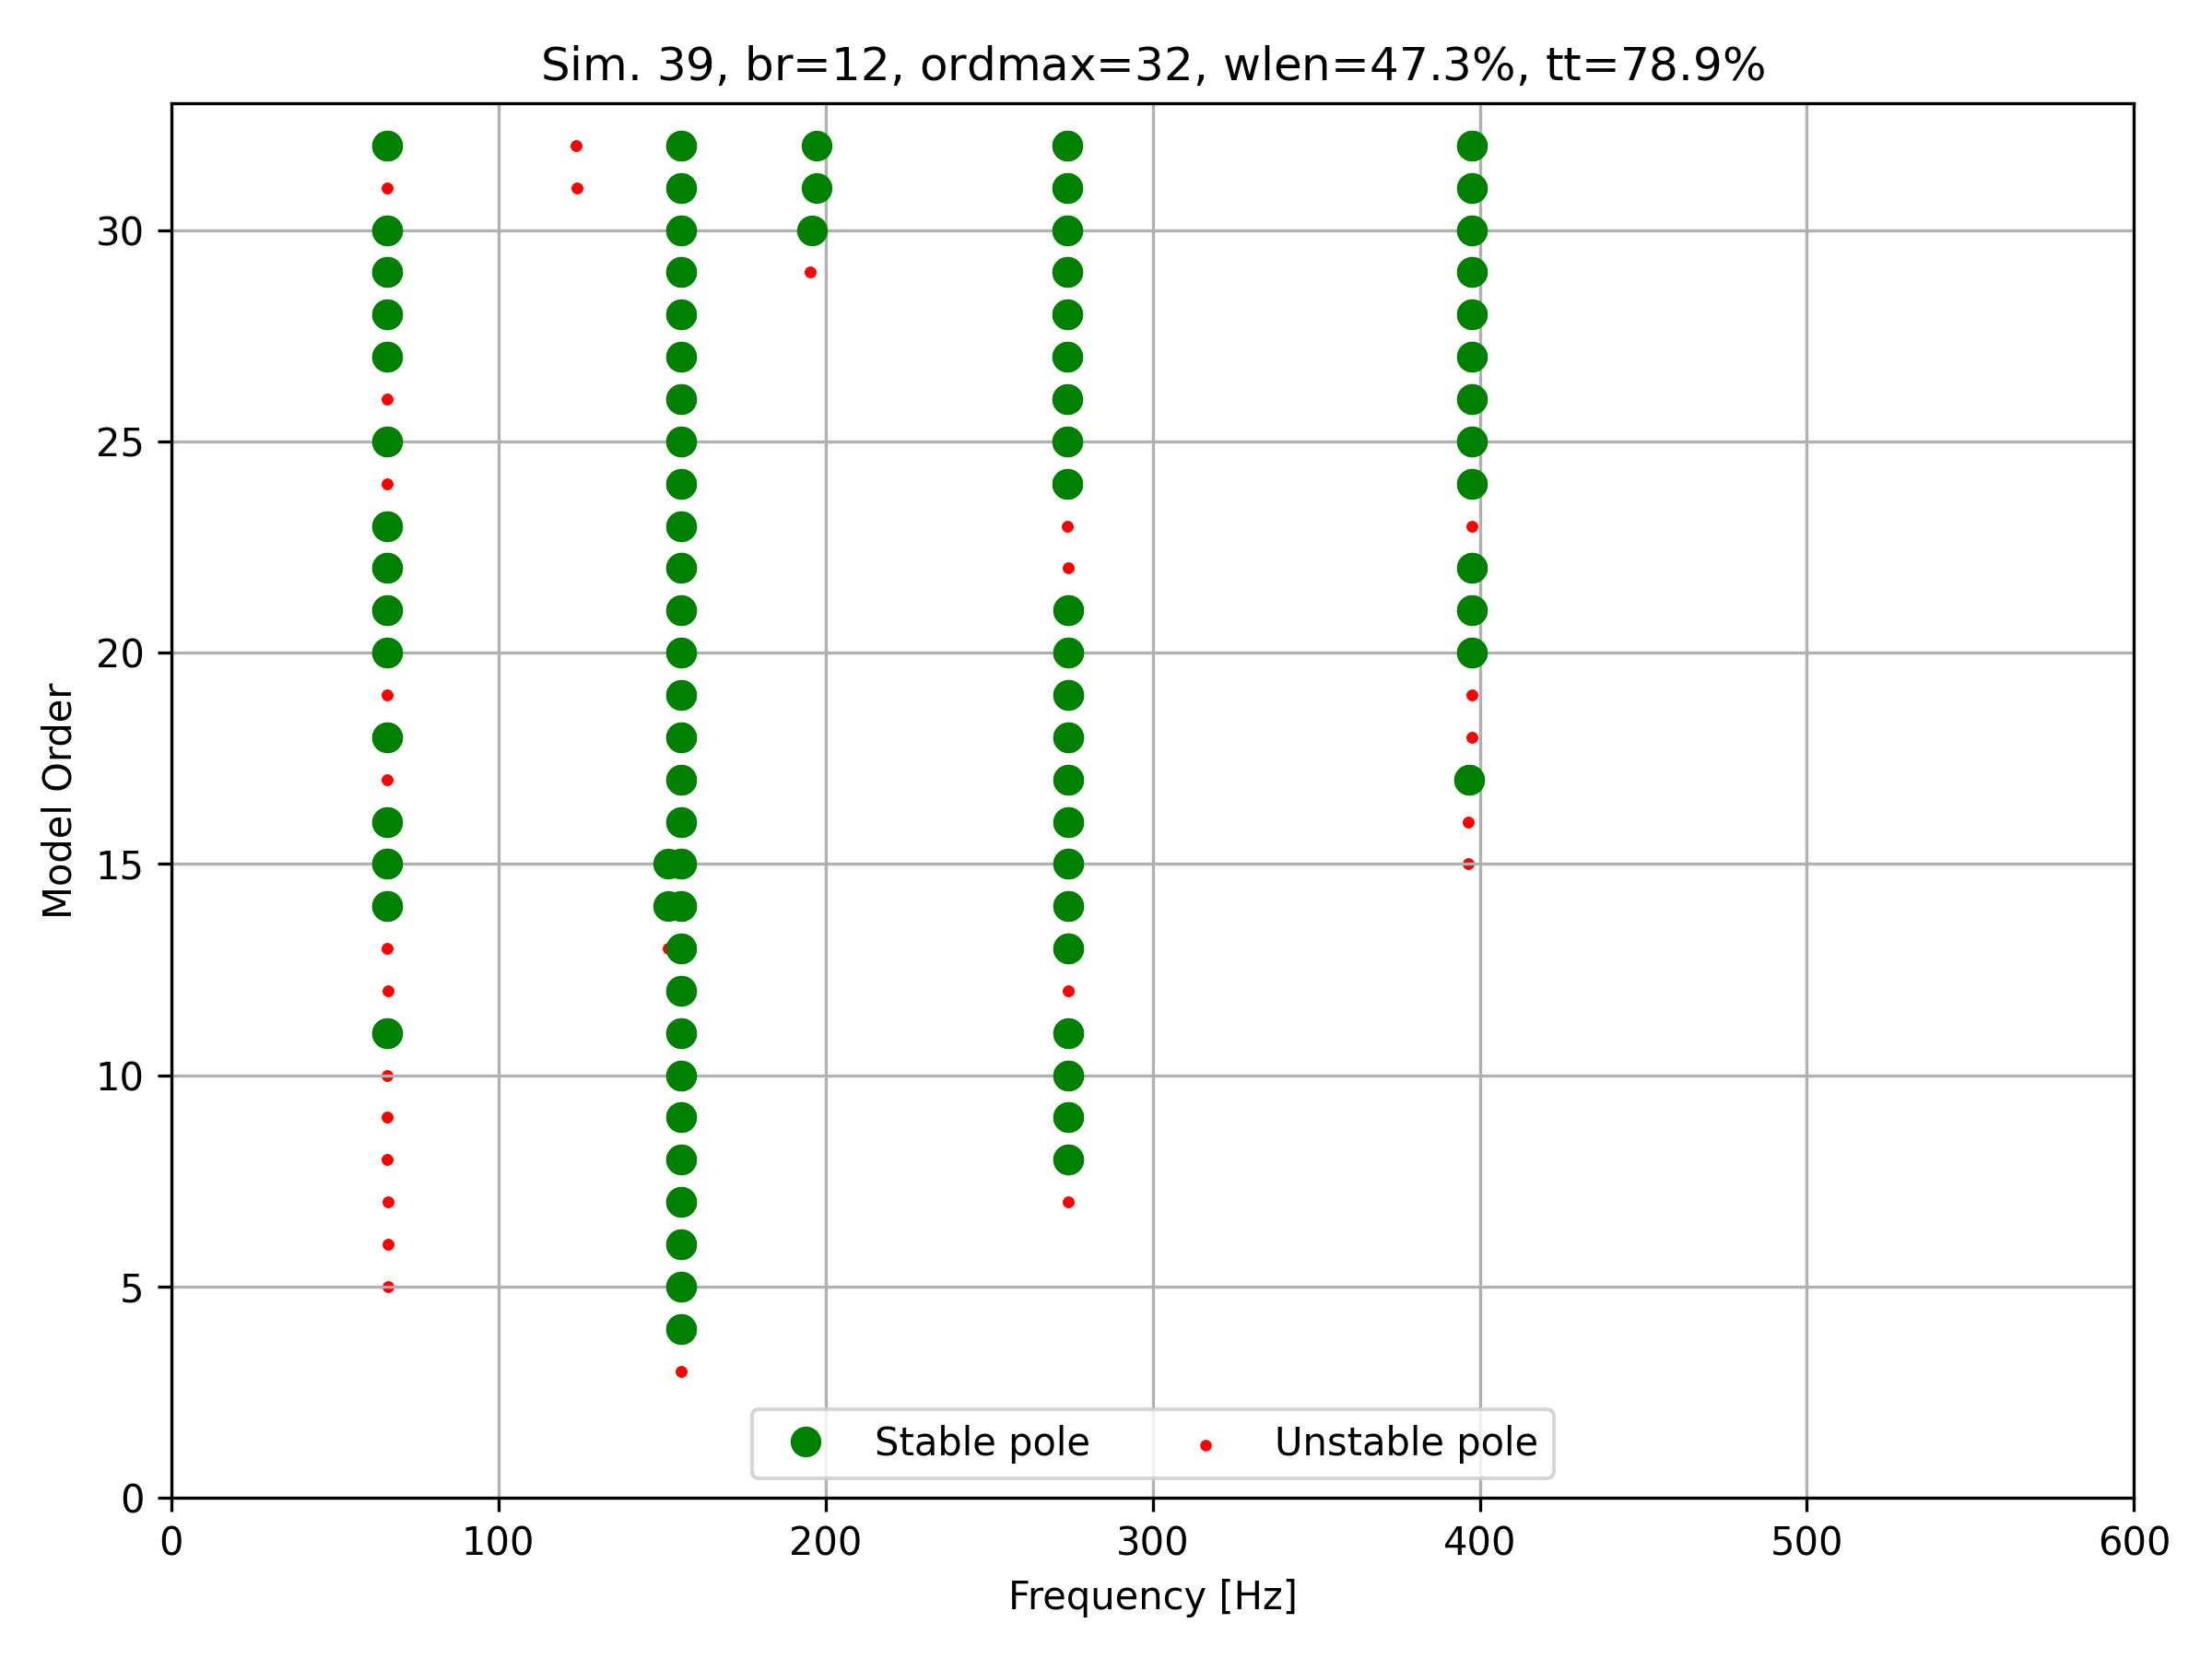 Sim. 39, br=12, ordmax=32, wlen=47.3%, tt=78.9%
30
25
20
15
10
5
0
Model Order
Stable pole
Unstable pole
0
100
200
300
400
500
600
Frequency [Hz]